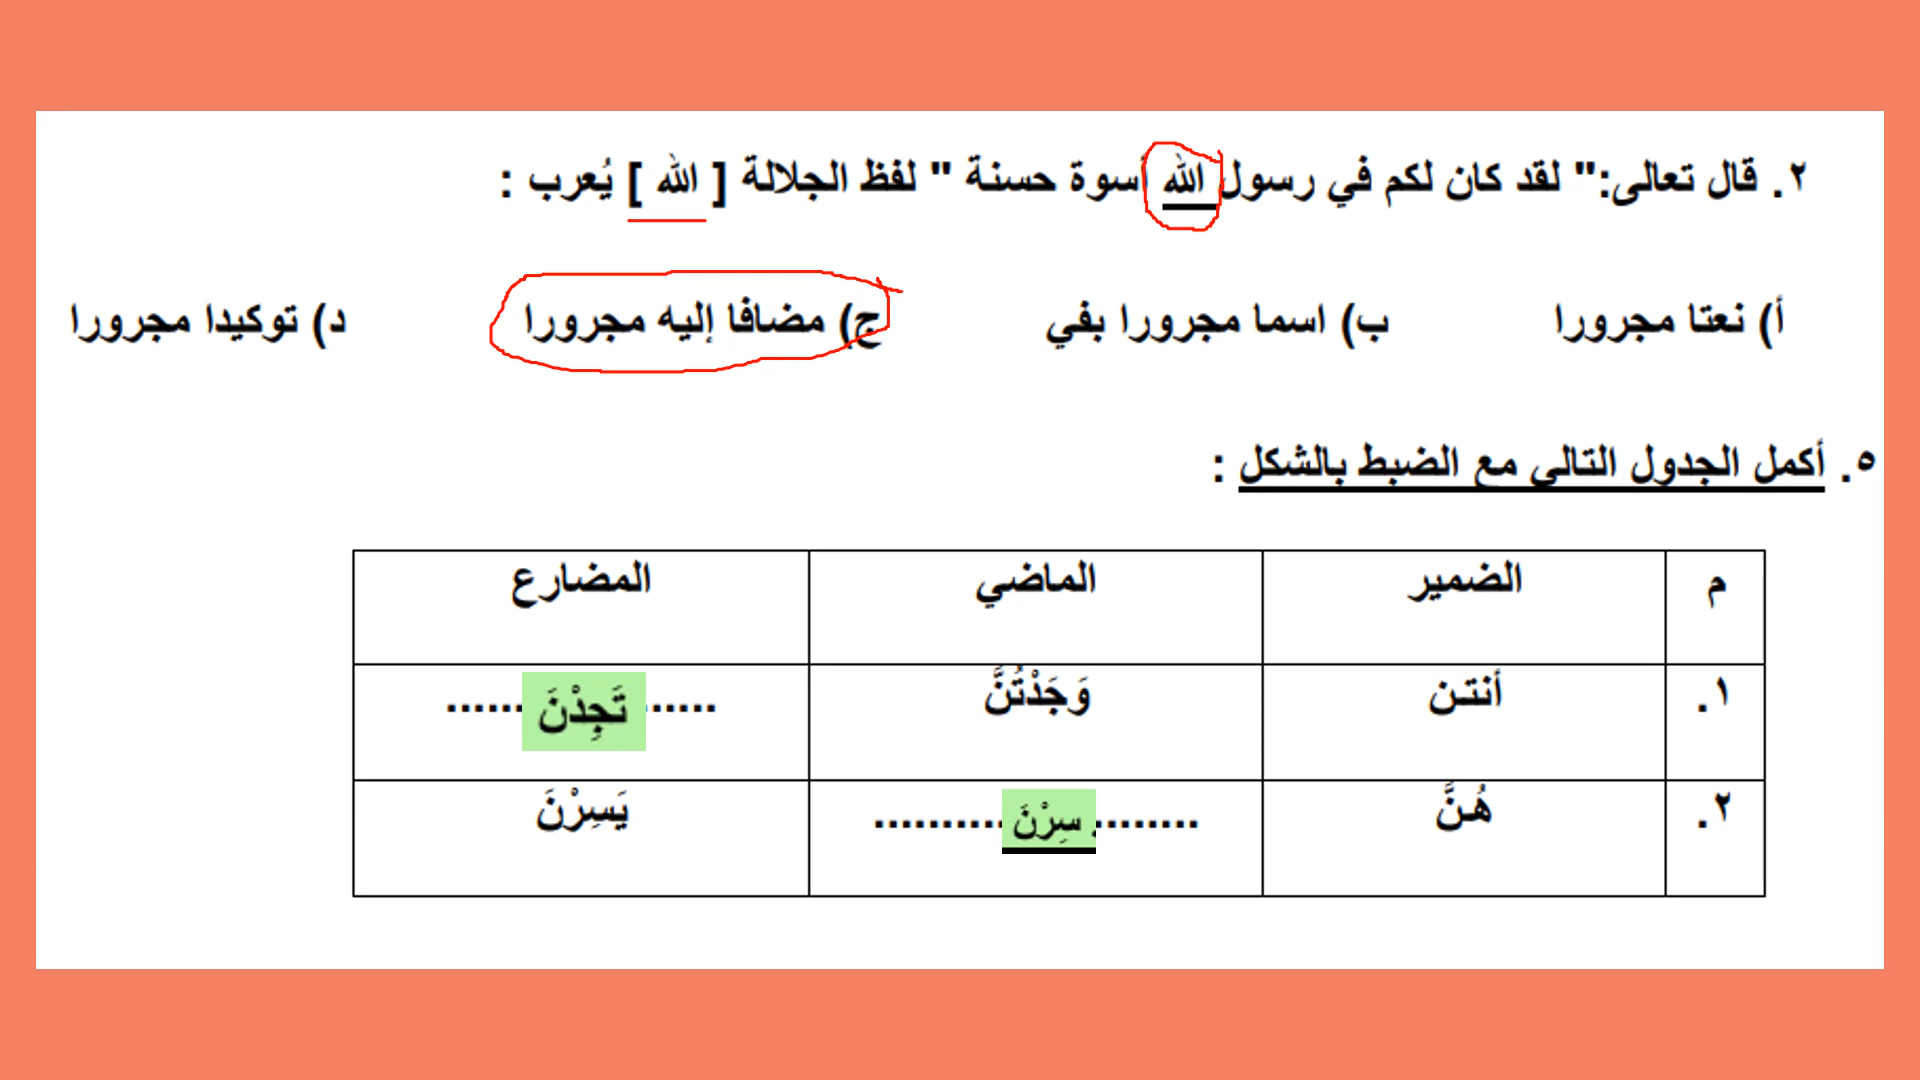 ٢. قال تعالى:" لقد كان لكم في رسول الله أسوة حسنة " لفظ الجلالة [ الله ] يُعرب :
أ) نعتا مجرورا ب) اسما مجرورا بفي ج) مضافا إليه مجرورا د) توكيدا مجرورا
٥. أكمل الجدول التالي مع الضبط بالشكل :
م الضمير الماضي المضارع
١. أنتن وَجَدْتُنَّ ..... تَجِدْنَ ......
٢. هُنَّ ........ سِرْنَ .......... يَسِرْنَ